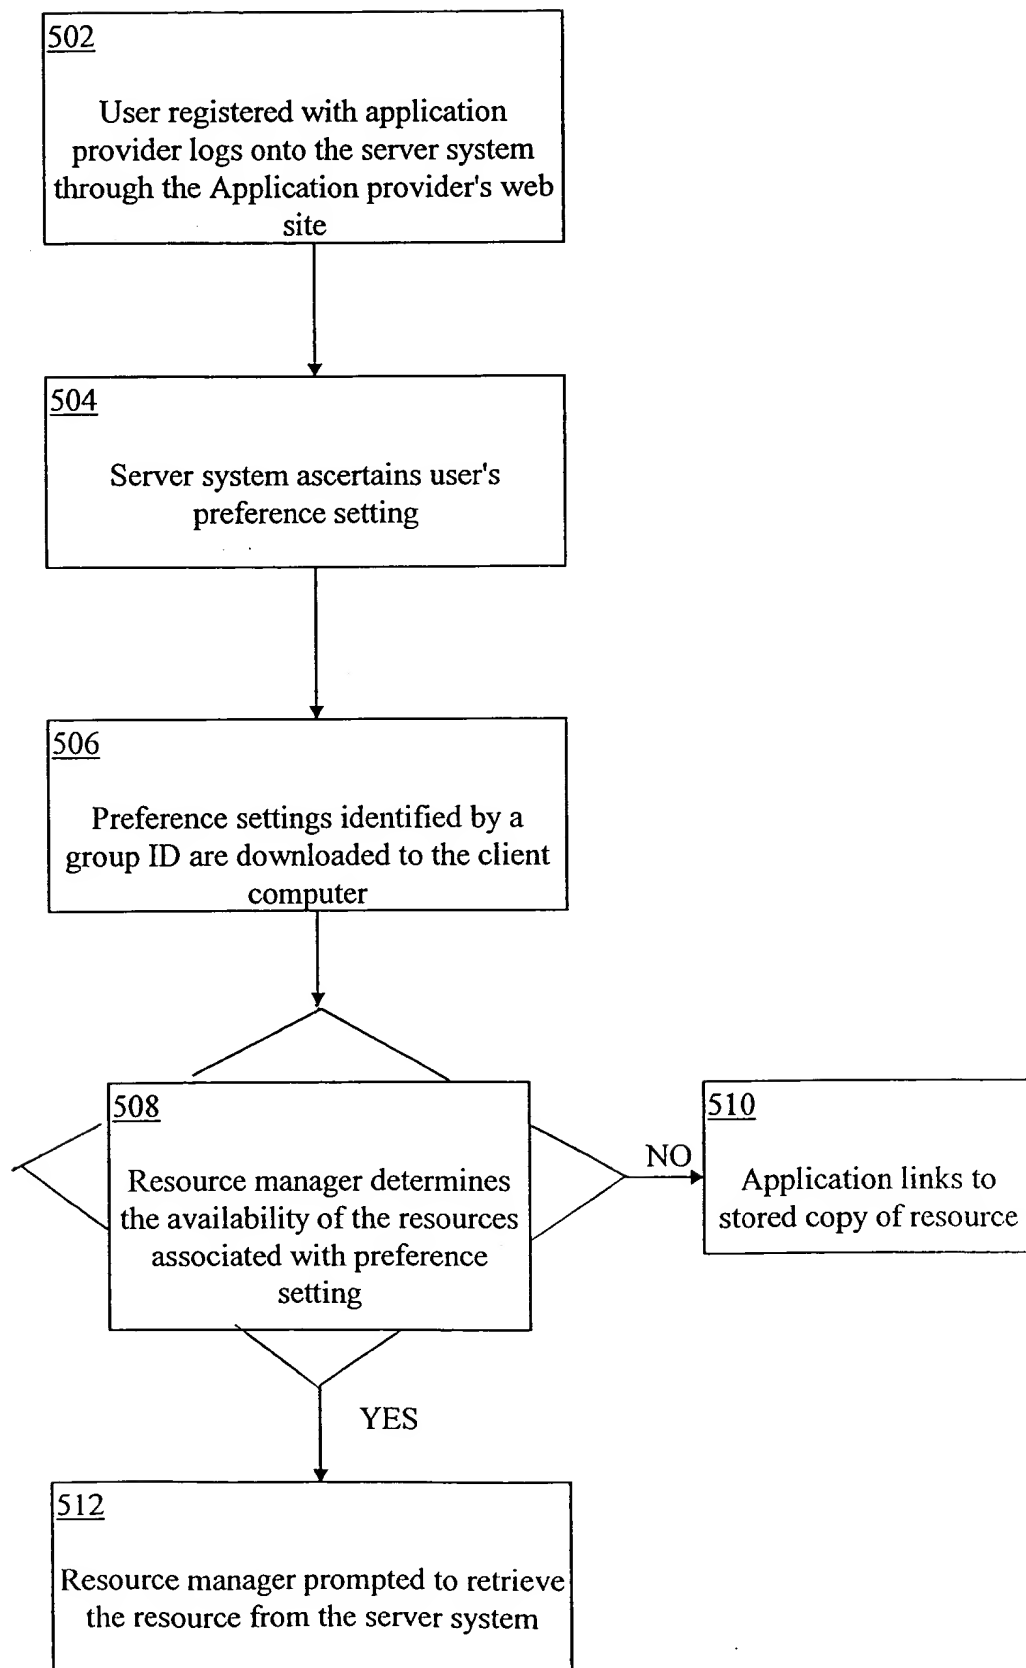 502
User registered with application
provider logs onto the server system
through the Application provider's web
site
504
Server system ascertains user's
preference setting
506
Preference settings identified by a
group ID are downloaded to the client
computer
508
Resource manager determines
the availability of the resources
associated with preference
setting
NO
510
Application links to
stored copy of resource
YES
512
Resource manager prompted to retrieve
the resource from the server system